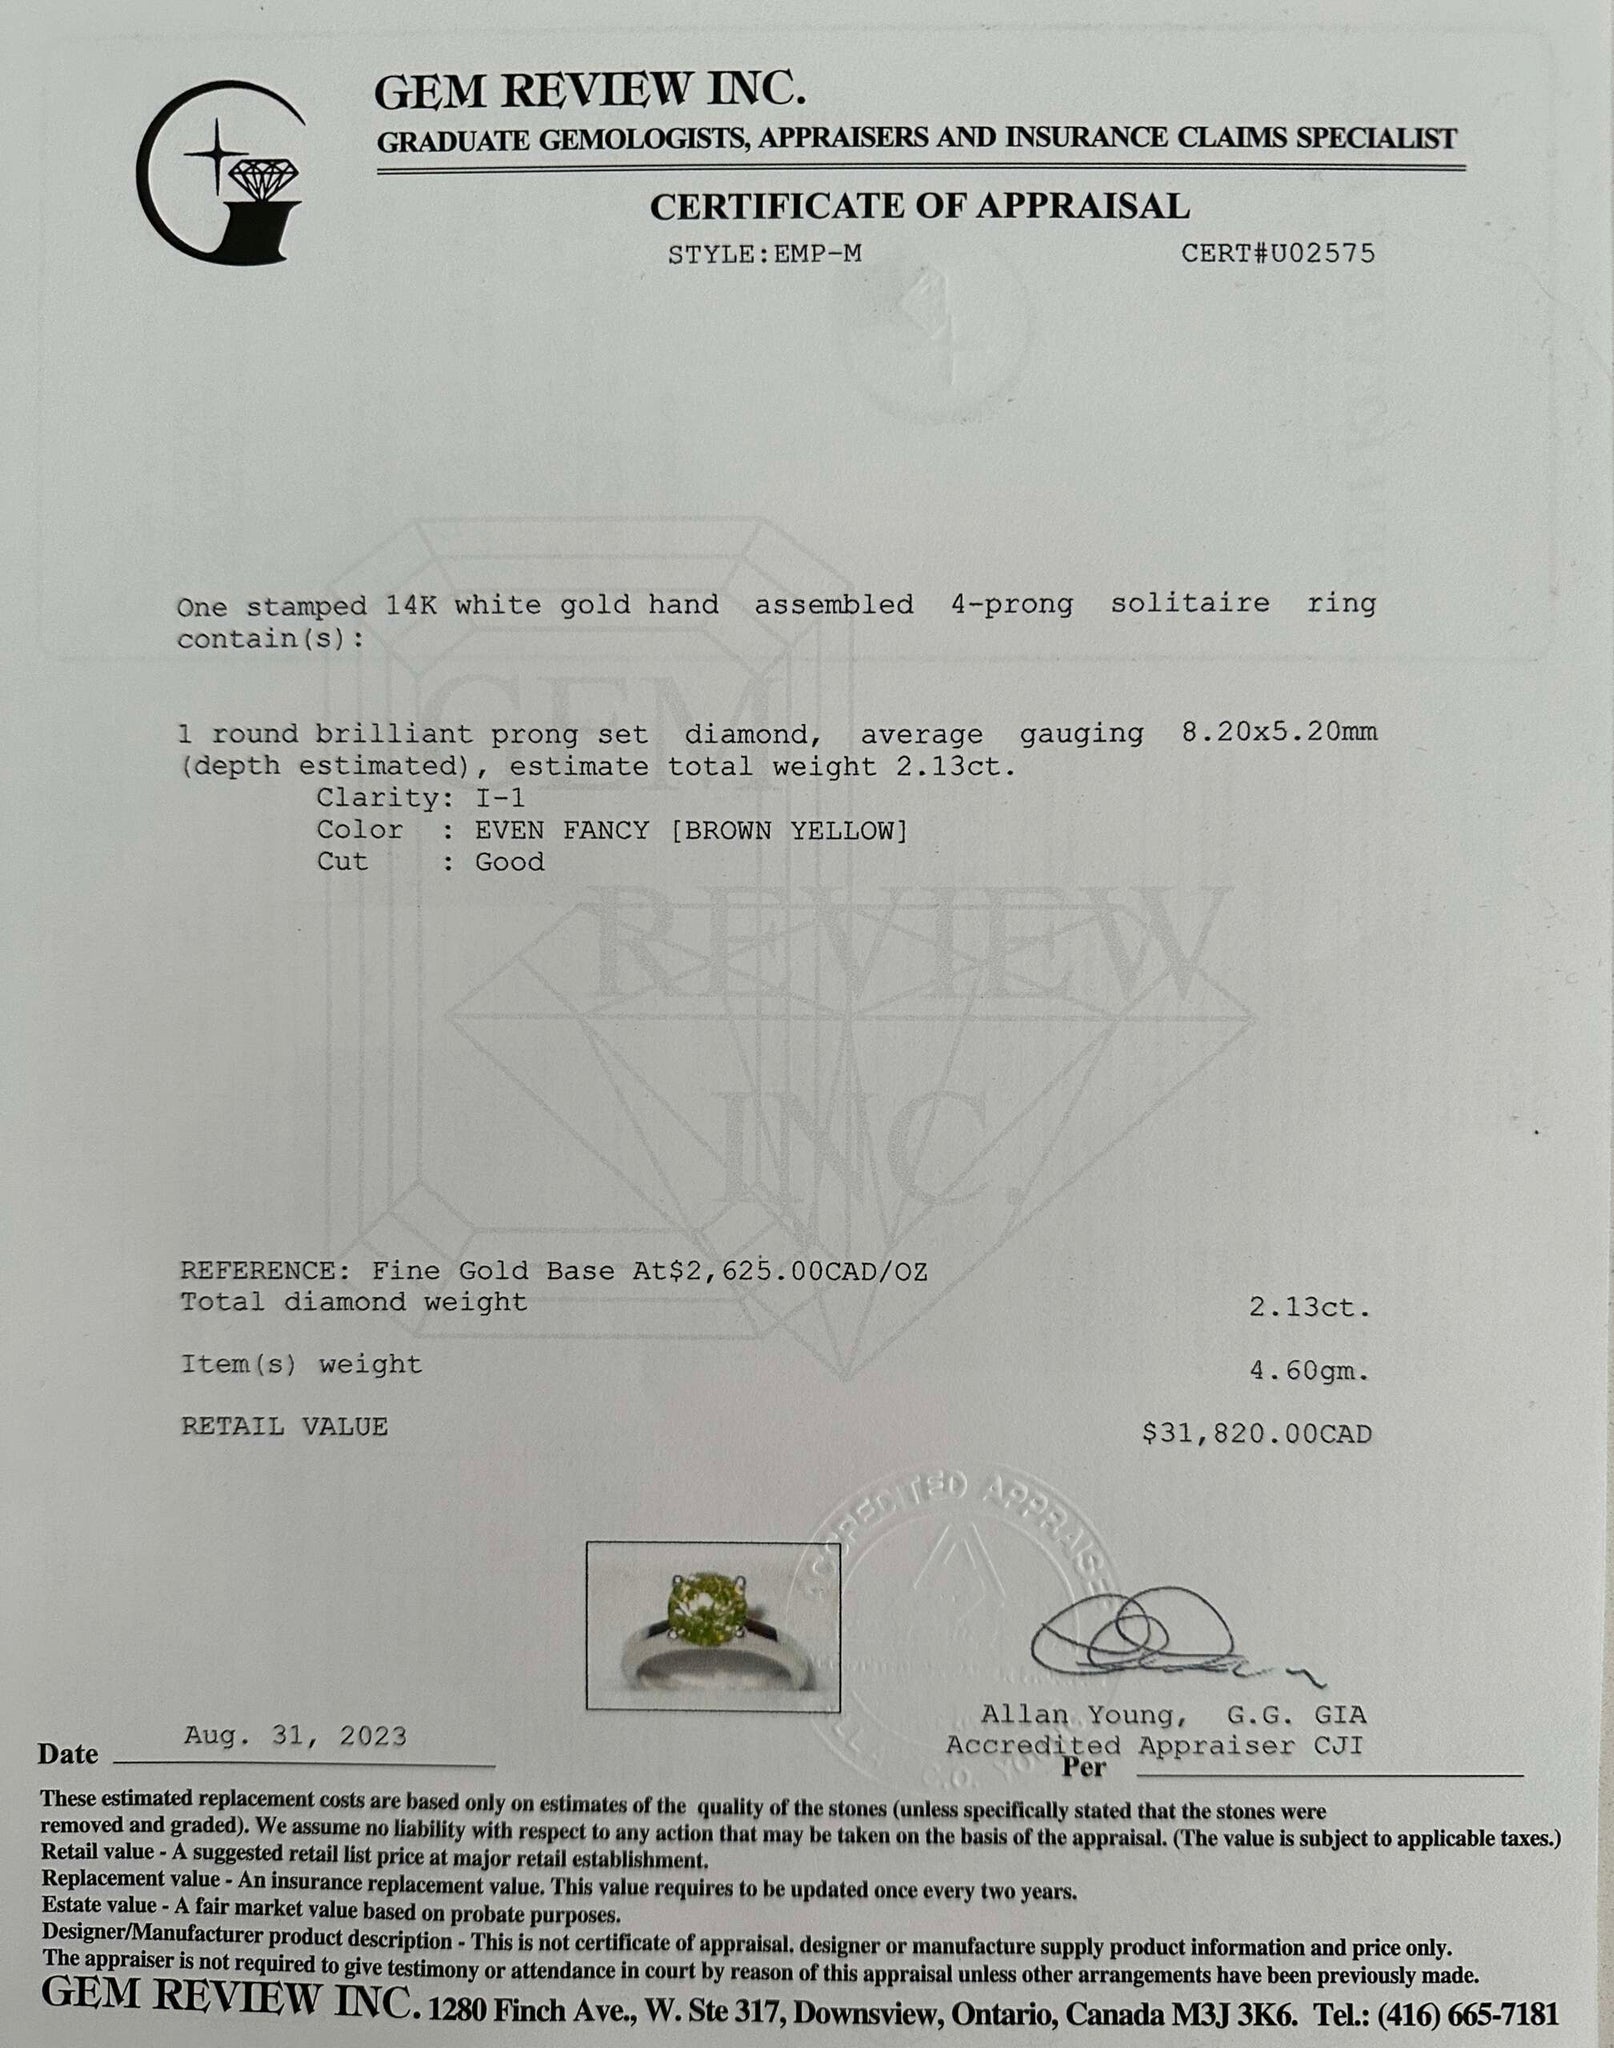 GEM REVIEW INC.
GRADUATE GEMOLOGISTS, APPRAISERS AND INSURANCE CLAIMS SPECIALIST
CERTIFICATE OF APPRAISAL
STYLE:EMP-M CERT#U02575
One stamped 14K white gold hand assembled 4-prong solitaire ring
contain(s):
1 round brilliant prong set diamond, average gauging 8.20x5.20mm
(depth estimated), estimate total weight 2.13ct.
Clarity: I-1
Color : EVEN FANCY [BROWN YELLOW]
Cut : Good
GEM
REVIEW
INC.
REFERENCE: Fine Gold Base At$2,625.00CAD/OZ
Total diamond weight 2.13ct.
Item(s) weight 4.60gm.
RETAIL VALUE $31,820.00CAD
ACCREDITED APPRAISER
Allan Young, G.G. GIA
Accredited Appraiser CJI
Date Aug. 31, 2023
Per
These estimated replacement costs are based only on estimates of the quality of the stones (unless specifically stated that the stones were
removed and graded). We assume no liability with respect to any action that may be taken on the basis of the appraisal. (The value is subject to applicable taxes.)
Retail value - A suggested retail list price at major retail establishment.
Replacement value - An insurance replacement value. This value requires to be updated once every two years.
Estate value - A fair market value based on probate purposes.
Designer/Manufacturer product description - This is not certificate of appraisal. designer or manufacture supply product information and price only.
The appraiser is not required to give testimony or attendance in court by reason of this appraisal unless other arrangements have been previously made.
GEM REVIEW INC. 1280 Finch Ave., W. Ste 317, Downsview, Ontario, Canada M3J 3K6. Tel.: (416) 665-7181